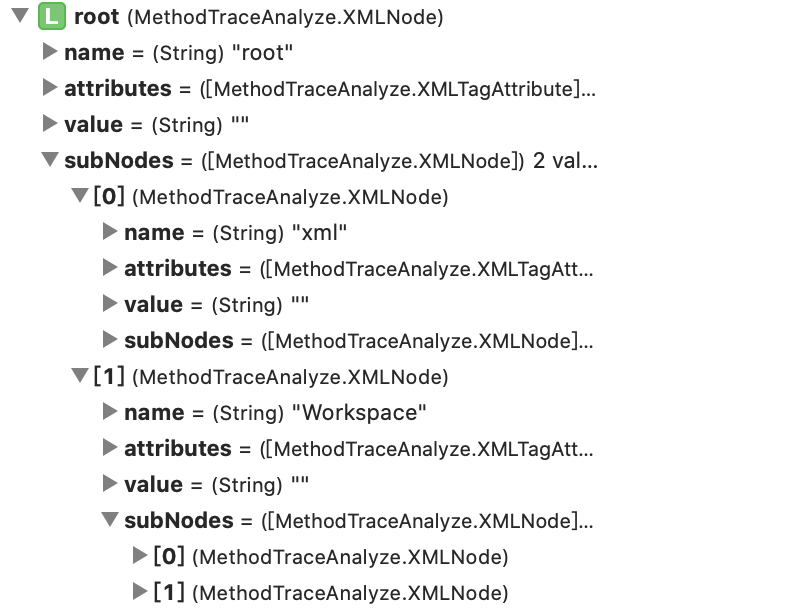 L root (MethodTraceAnalyze.XMLNode)
name = (String) "root"
attributes = ([MethodTraceAnalyze.XMLTagAttribute]...
value = (String) ""
subNodes = ([MethodTraceAnalyze.XMLNode]) 2 val...
[0] (MethodTraceAnalyze.XMLNode)
name = (String) "xml"
attributes = ([MethodTraceAnalyze.XMLTagAtt...
value = (String) ""
subNodes = ([MethodTraceAnalyze.XMLNode]...
[1] (MethodTraceAnalyze.XMLNode)
name = (String) "Workspace"
attributes = ([MethodTraceAnalyze.XMLTagAtt...
value = (String) ""
subNodes = ([MethodTraceAnalyze.XMLNode]...
[0] (MethodTraceAnalyze.XMLNode)
[1] (MethodTraceAnalyze.XMLNode)